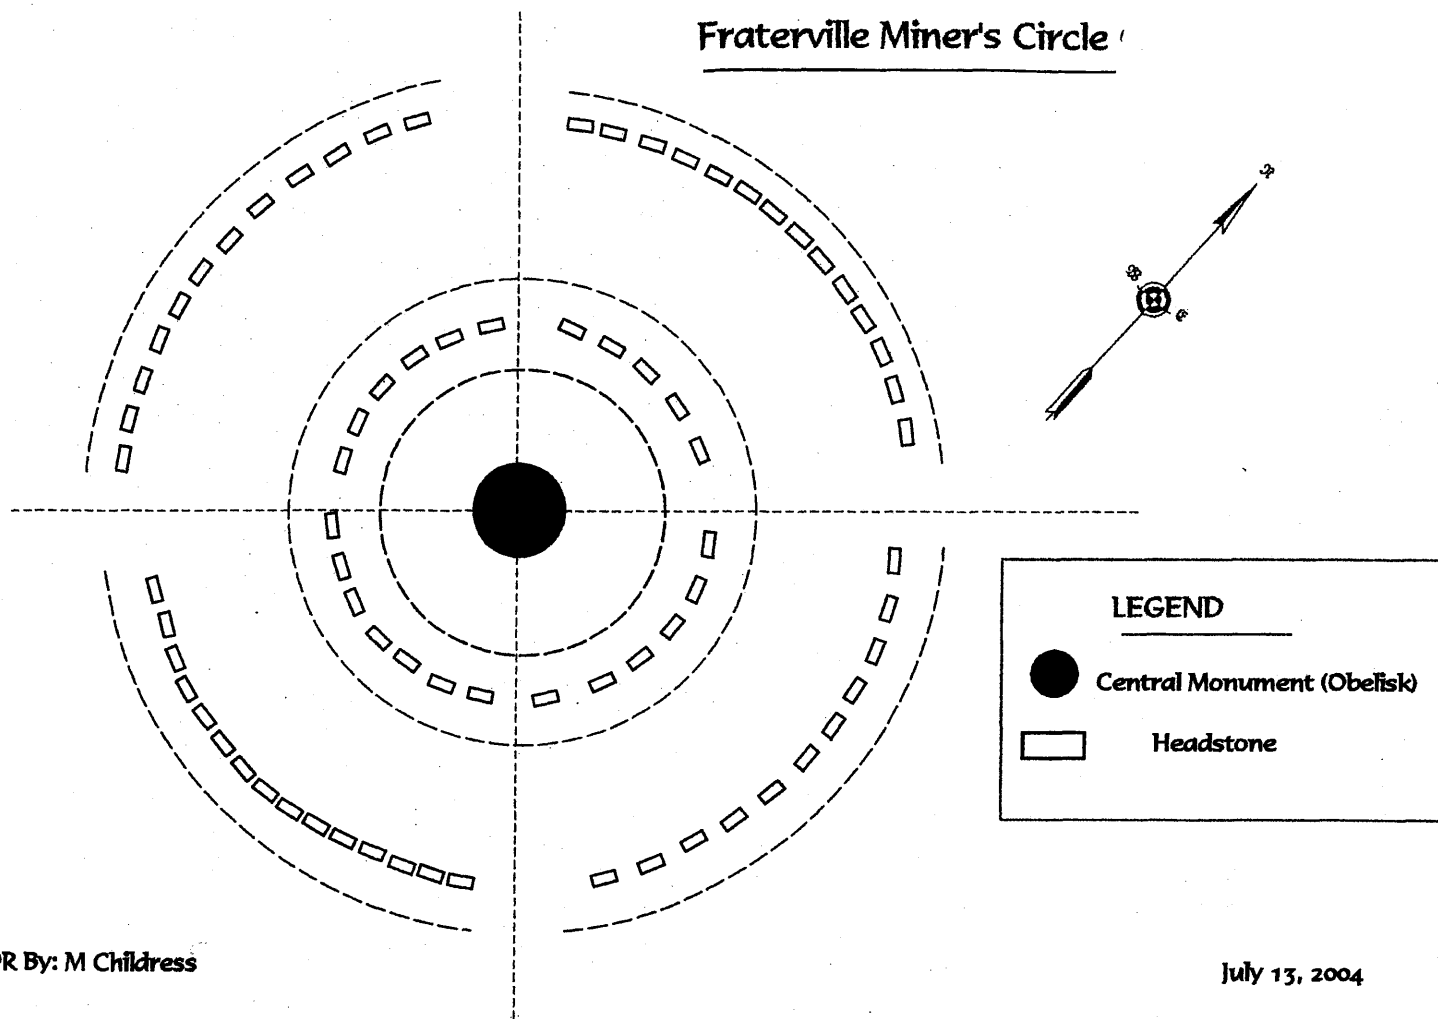 Fraterville Miner's Circle
LEGEND
Central Monument (Obelisk)
Headstone
R By: M Childress
July 13, 2004